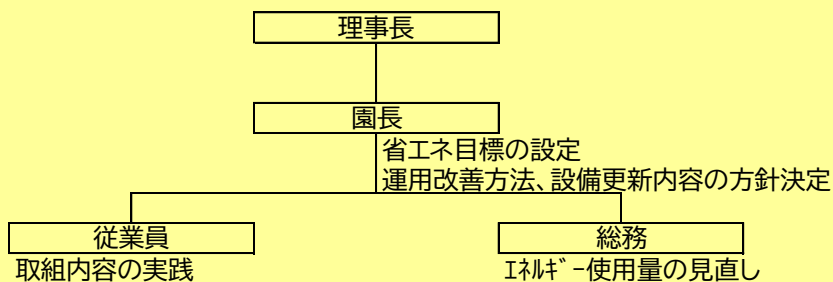 理事長
園長
省エネ目標の設定
運用改善方法、設備更新内容の方針決定
従業員
総務
取組内容の実践
ｴﾈﾙｷﾞｰ使用量の見直し